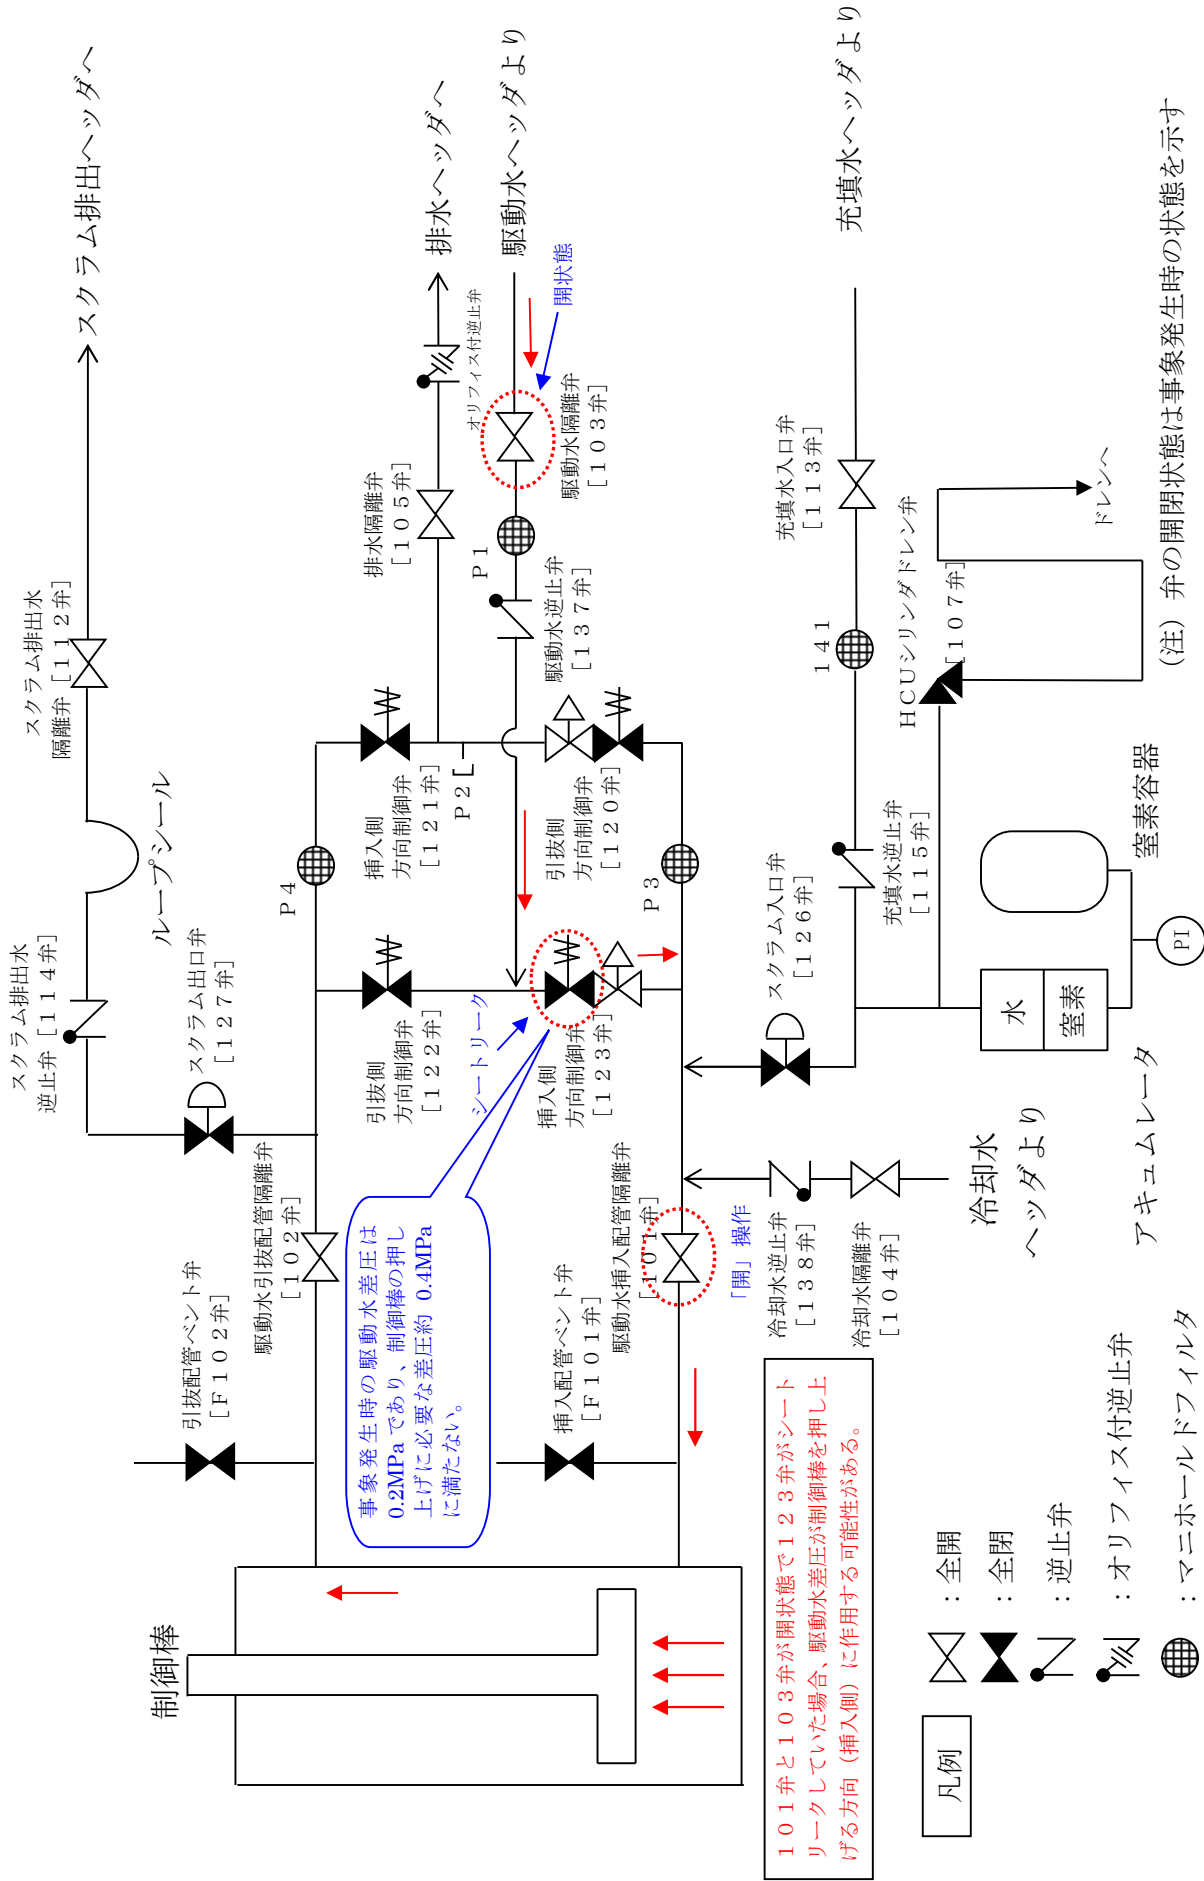 スクラム排出ヘッダへ
排水ヘッダへ
駆動水ヘッダより
充填水ヘッダより
スクラム排出水
隔離弁［１１２弁］
ループシール
スクラム排出水
逆止弁［１１４弁］
スクラム出口弁
［１２７弁］
オリフィス付逆止弁
開状態
排水隔離弁
［１０５弁］
駆動水隔離弁
［１０３弁］
Ｐ１
駆動水逆止弁
［１３７弁］
挿入側
方向制御弁
［１２１弁］
Ｐ２
引抜側
方向制御弁
［１２０弁］
Ｐ４
Ｐ３
引抜側
方向制御弁
［１２２弁］
シートリーク
挿入側
方向制御弁
［１２３弁］
充填水入口弁
［１１３弁］
１４１
HCUシリンダドレン弁
［１０７弁］
ドレンへ
充填水逆止弁
［１１５弁］
スクラム入口弁
［１２６弁］
水
窒素
窒素容器
PI
アキュムレータ
冷却水
ヘッダより
駆動水引抜配管隔離弁
［１０２弁］
引抜配管ベント弁
［Ｆ１０２弁］
駆動水挿入配管隔離弁
［１０１弁］
「開」操作
挿入配管ベント弁
［Ｆ１０１弁］
冷却水逆止弁
［１３８弁］
冷却水隔離弁
［１０４弁］
事象発生時の駆動水差圧は
0.2MPa であり、制御棒の押し
上げに必要な差圧約 0.4MPa
に満たない。
制御棒
１０１弁と１０３弁が開状態で１２３弁がシート
リークしていた場合、駆動水差圧が制御棒を押し上
げる方向（挿入側）に作用する可能性がある。
凡例
：全開
：全閉
：逆止弁
：オリフィス付逆止弁
：マニホールドフィルタ
（注）弁の開閉状態は事象発生時の状態を示す